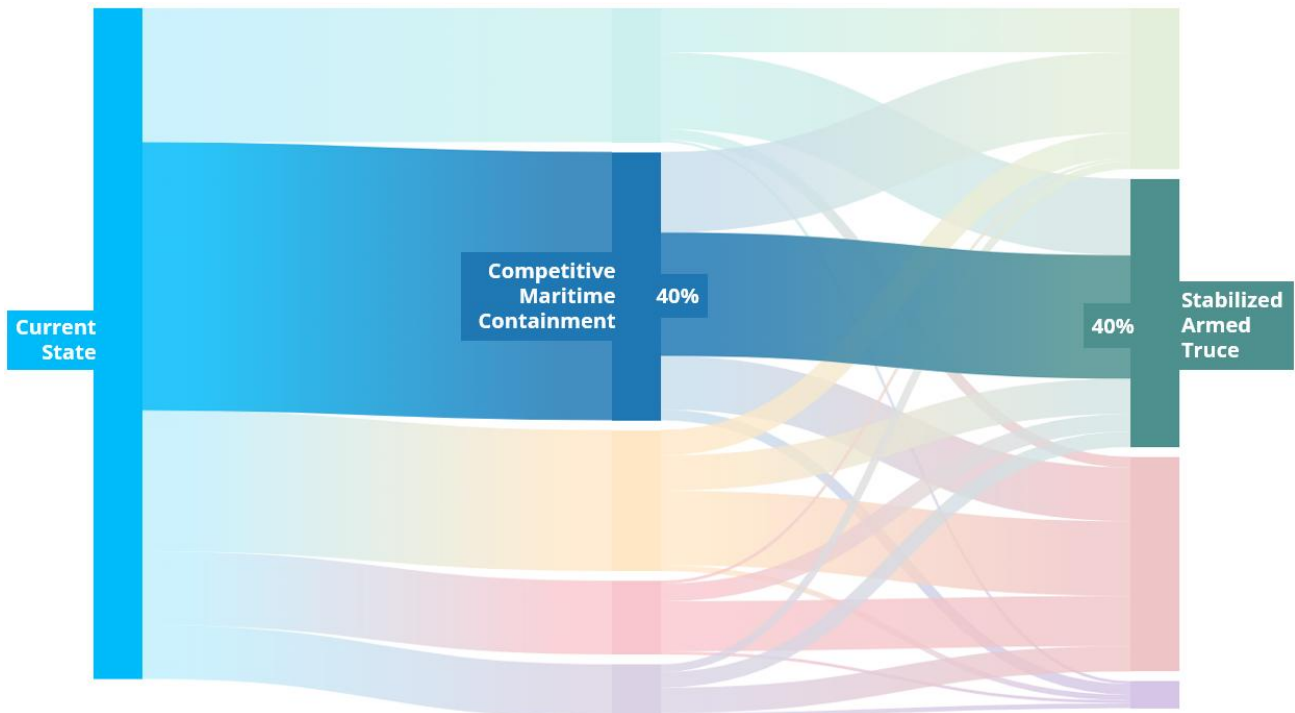 Current
State
Competitive
Maritime
Containment
40%
40%
Stabilized
Armed
Truce